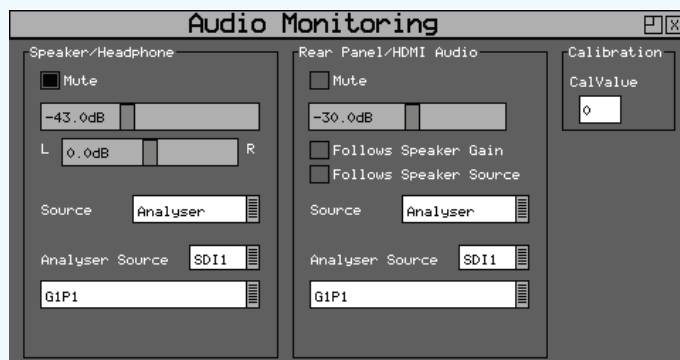 Audio Monitoring
Speaker/Headphone
Mute
-43.0dB
L 0.0dB R
Source Analyser
Analyser Source SDI1
G1P1
Rear Panel/HDMI Audio
Mute
-30.0dB
Follows Speaker Gain
Follows Speaker Source
Source Analyser
Analyser Source SDI1
G1P1
Calibration
CalValue
0